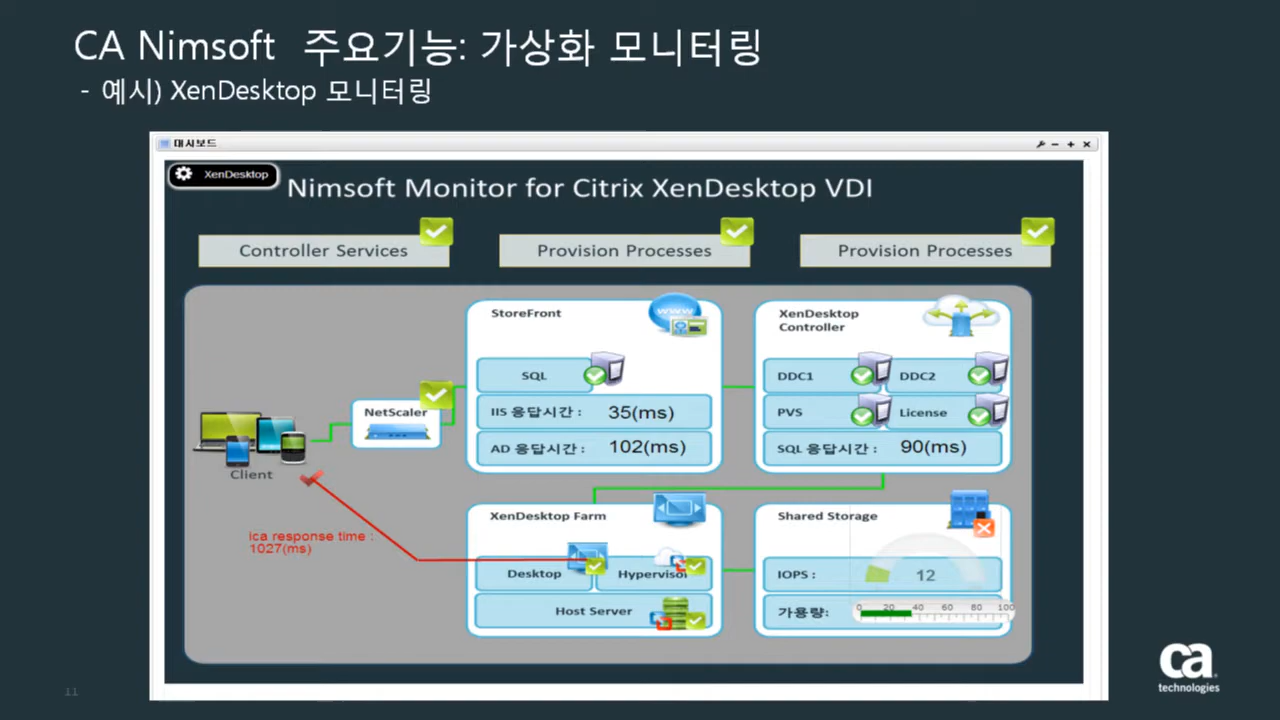 CA Nimsoft 주요기능: 가상화 모니터링
- 예시) XenDesktop 모니터링
대시보드
XenDesktop
Nimsoft Monitor for Citrix XenDesktop VDI
Controller Services
Provision Processes
Provision Processes
StoreFront
www
SQL
IIS 응답시간 : 35(ms)
AD 응답시간 : 102(ms)
XenDesktop
Controller
DDC1
DDC2
PVS
License
SQL 응답시간 : 90(ms)
NetScaler
Client
ica response time :
1027(ms)
XenDesktop Farm
Desktop
Hypervisor
Host Server
Shared Storage
IOPS : 12
가용량:
0 20 40 60 80 100
11
ca
technologies